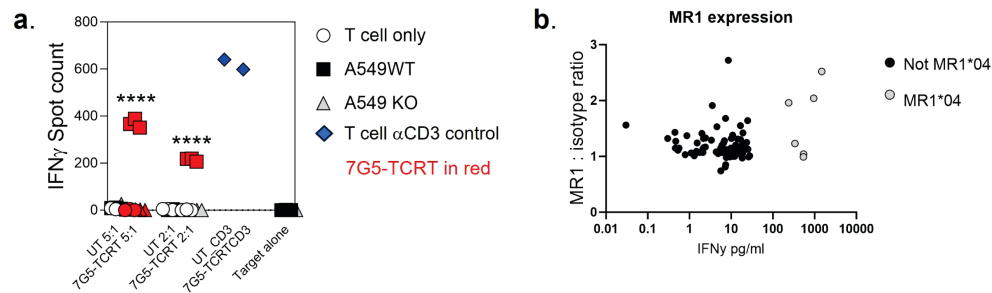 a.
IFNγ Spot count
800
600
400
200
0
****
****
UT 5:1
7G5-TCRT 5:1
UT 2:1
7G5-TCRT 2:1
UT_CD3
7G5-TCRTCD3
Target alone
T cell only
A549WT
A549 KO
T cell αCD3 control
7G5-TCRT in red
b.
MR1 expression
MR1 : isotype ratio
3
2
1
0
0.01
0.1
1
10
100
1000
10000
IFNy pg/ml
Not MR1*04
MR1*04